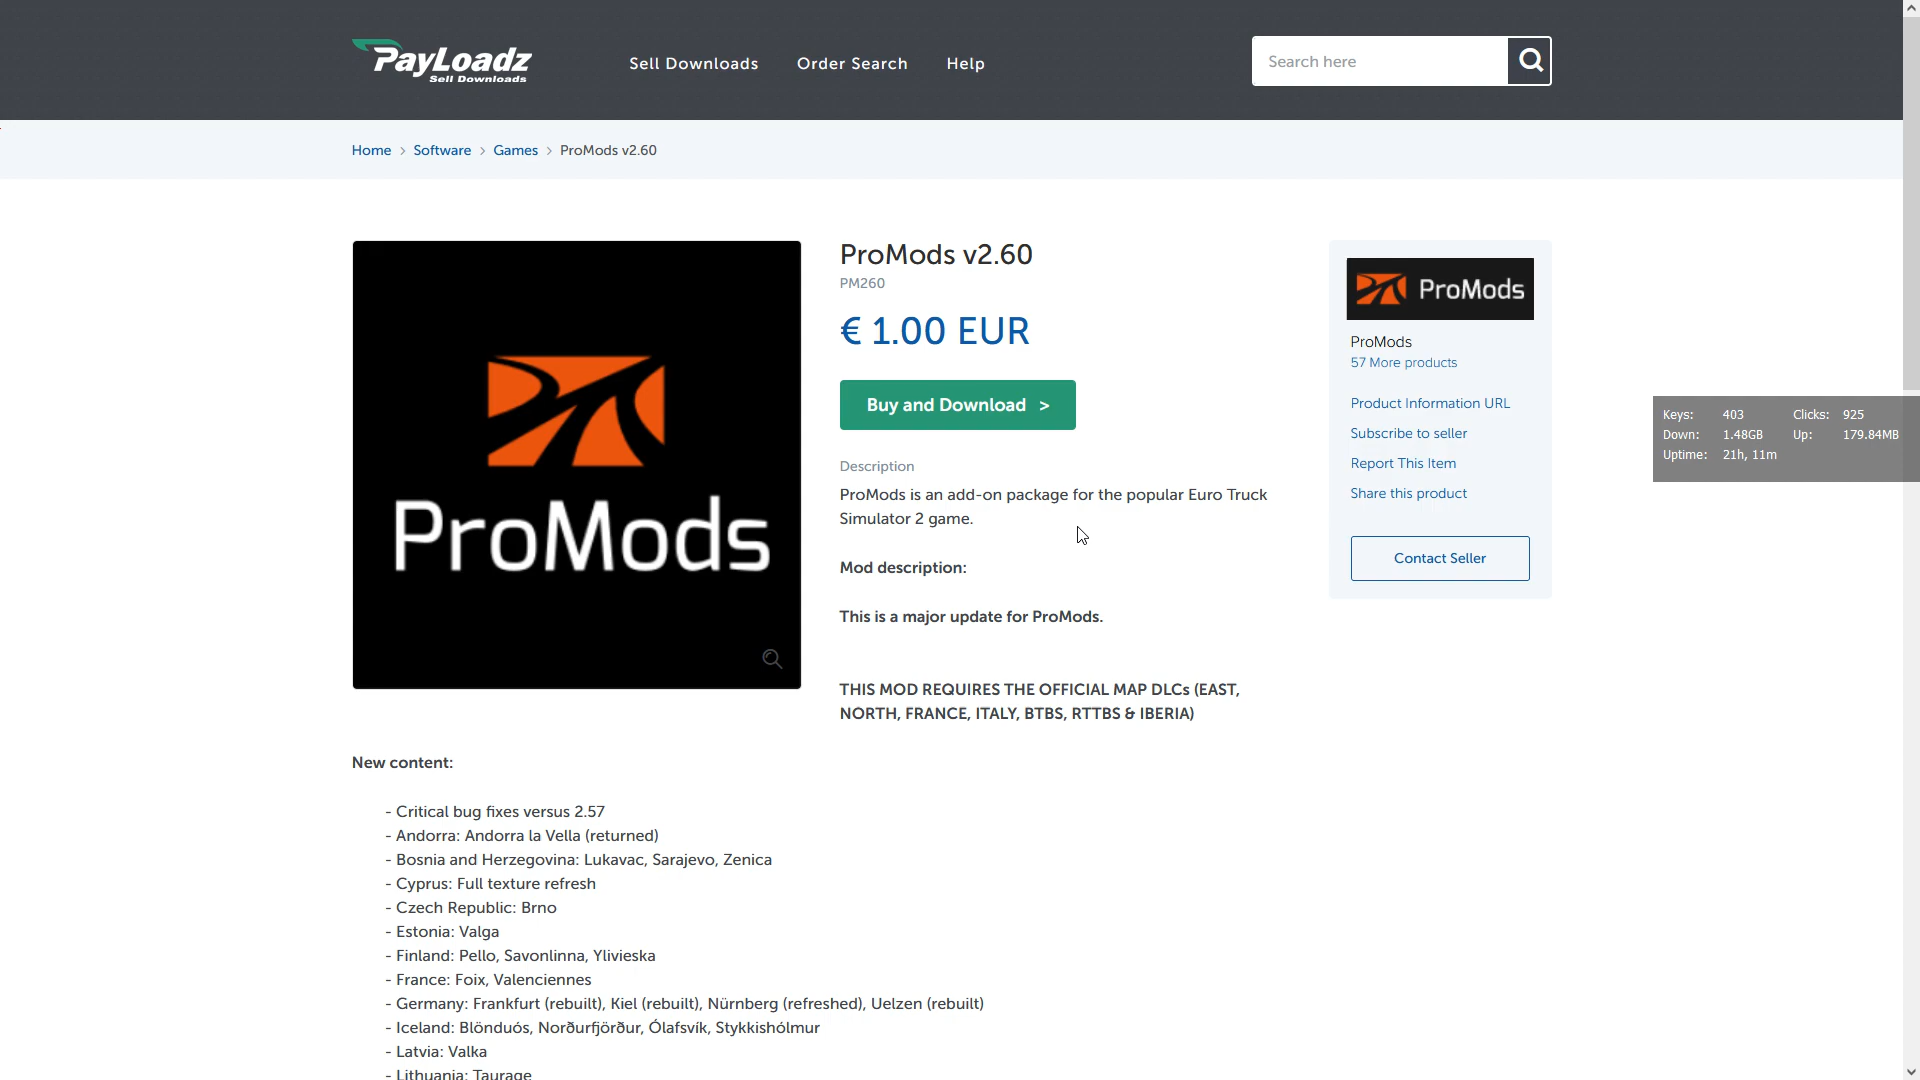 PayLoadz
Sell Downloads
Sell Downloads
Order Search
Help
Search here
Home > Software > Games > ProMods v2.60
ProMods
ProMods v2.60
PM260
€ 1.00 EUR
Buy and Download >
Description
ProMods is an add-on package for the popular Euro Truck
Simulator 2 game.
Mod description:
This is a major update for ProMods.
THIS MOD REQUIRES THE OFFICIAL MAP DLCs (EAST,
NORTH, FRANCE, ITALY, BTBS, RTTBS & IBERIA)
ProMods
ProMods
57 More products
Product Information URL
Subscribe to seller
Report This Item
Share this product
Contact Seller
Keys: 403 Clicks: 925
Down: 1.48GB Up: 179.84MB
Uptime: 21h, 11m
New content:
- Critical bug fixes versus 2.57
- Andorra: Andorra la Vella (returned)
- Bosnia and Herzegovina: Lukavac, Sarajevo, Zenica
- Cyprus: Full texture refresh
- Czech Republic: Brno
- Estonia: Valga
- Finland: Pello, Savonlinna, Ylivieska
- France: Foix, Valenciennes
- Germany: Frankfurt (rebuilt), Kiel (rebuilt), Nürnberg (refreshed), Uelzen (rebuilt)
- Iceland: Blönduós, Norðurfjörður, Ólafsvík, Stykkishólmur
- Latvia: Valka
- Lithuania: Taurage